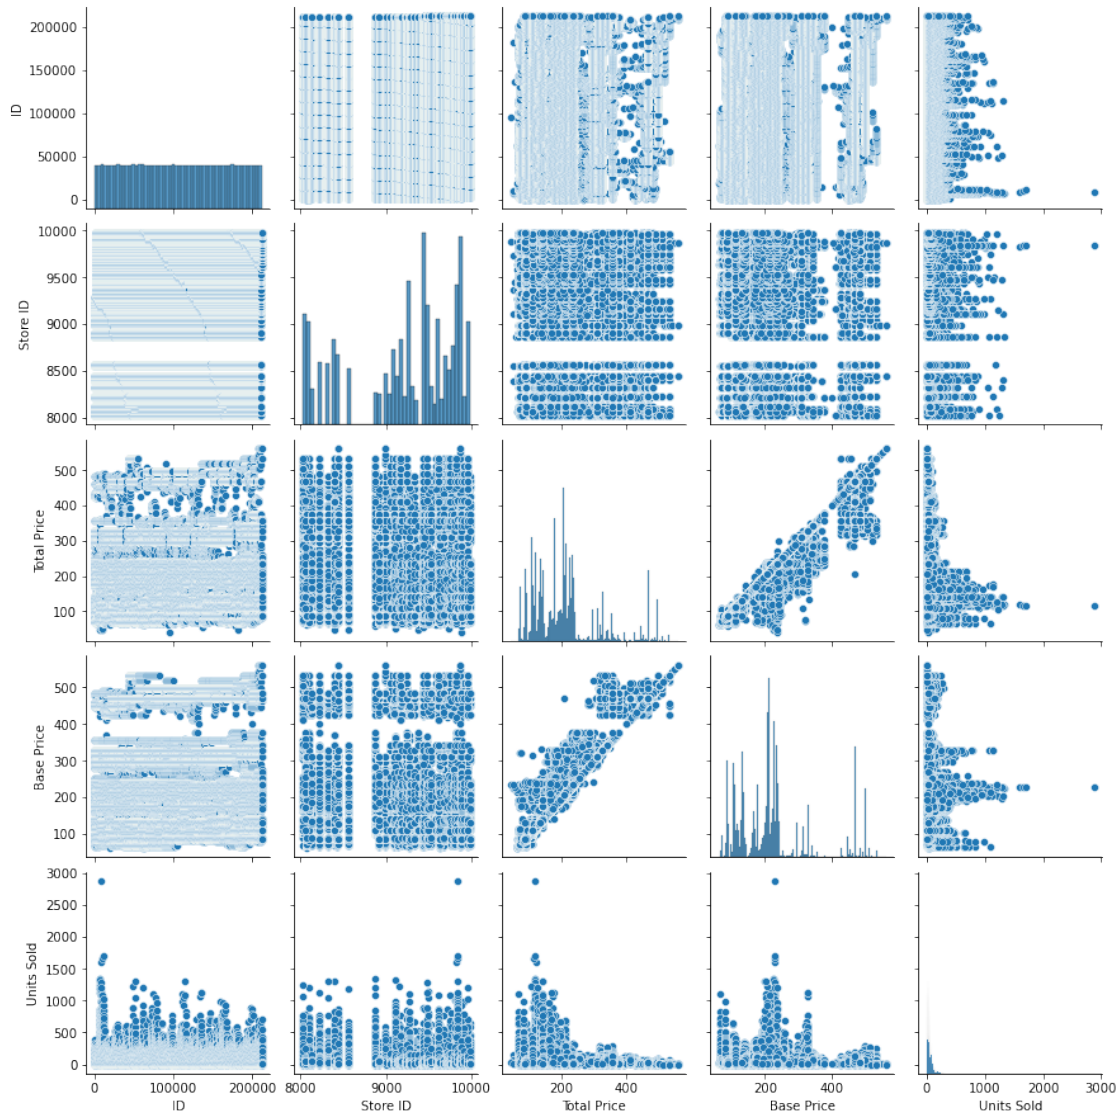 200000
150000
100000
50000
0
ID
10000
9500
9000
8500
8000
Store ID
500
400
300
200
100
Total Price
500
400
300
200
100
Base Price
3000
2500
2000
1500
1000
500
0
Units Sold
0 100000 200000
8000 9000 10000
200 400
200 400
0 1000 2000 3000
ID
Store ID
Total Price
Base Price
Units Sold